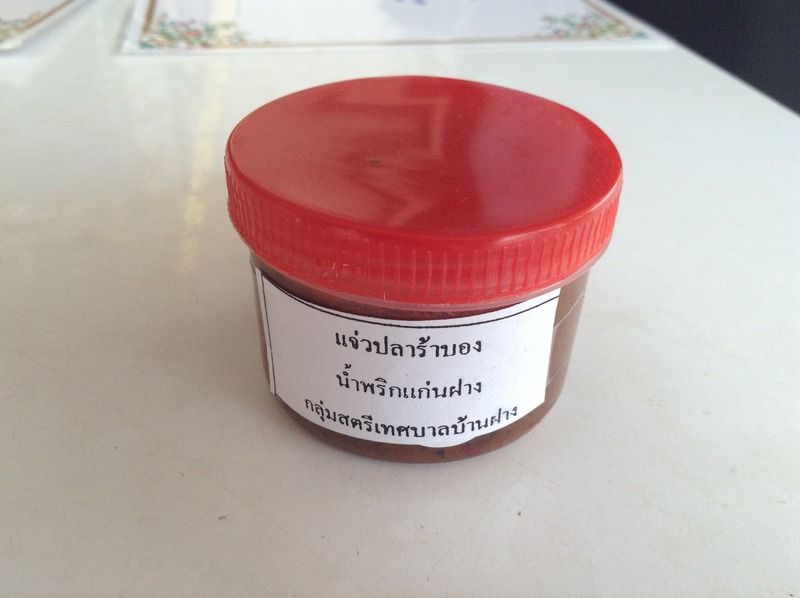 แจ่วปลาร้าบอง
น้ำพริกแก่นฝาง
กลุ่มสตรีเทศบาลบ้านฝาง